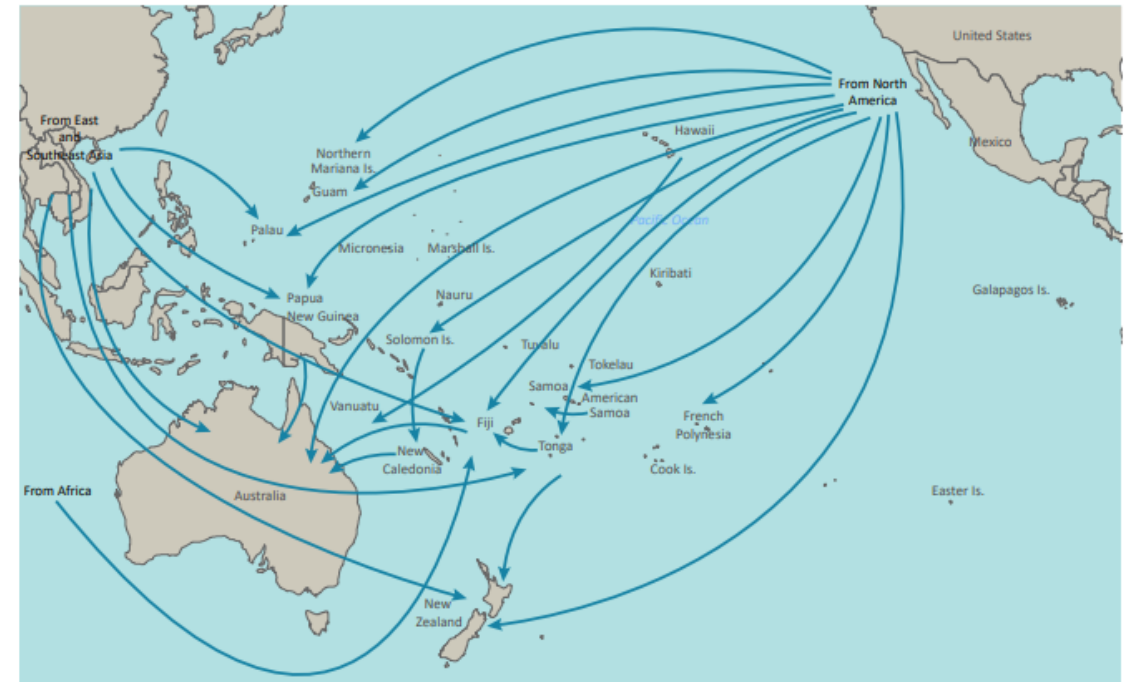 United States
From North
America
From East
and
Southeast Asia
Hawaii
Mexico
Northern
Mariana Is.
Guam
Pacific Ocean
Palau
Micronesia
Marshall Is.
Kiribati
Galapagos Is.
Papua
New Guinea
Nauru
Solomon Is.
Tuvalu
Tokelau
Samoa
American
Samoa
Vanuatu
Fiji
French
Polynesia
Tonga
New
Caledonia
Cook Is.
From Africa
Australia
Easter Is.
New
Zealand